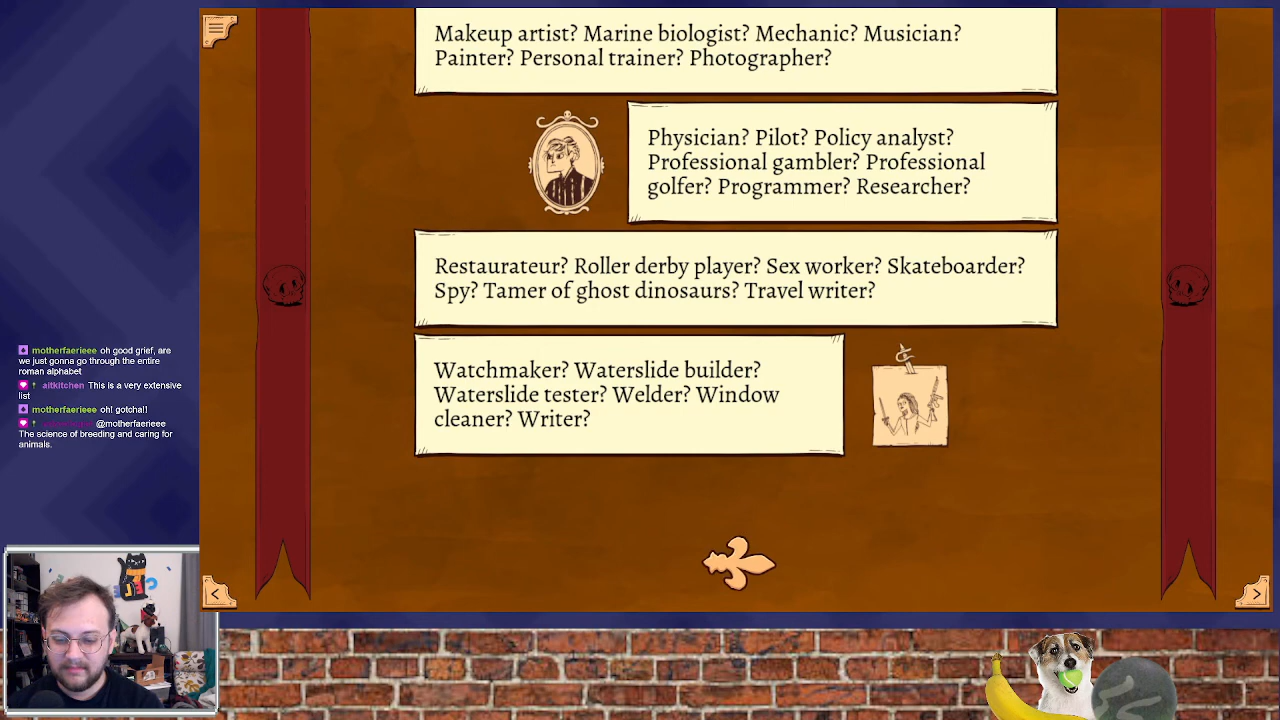 Makeup artist? Marine biologist? Mechanic? Musician?
Painter? Personal trainer? Photographer?
Physician? Pilot? Policy analyst?
Professional gambler? Professional
golfer? Programmer? Researcher?
Restaurateur? Roller derby player? Sex worker? Skateboarder?
Spy? Tamer of ghost dinosaurs? Travel writer?
Watchmaker? Waterslide builder?
Waterslide tester? Welder? Window
cleaner? Writer?
motherfaerieee oh good grief, are
we just gonna go through the entire
roman alphabet
aitkitchen This is a very extensive
list
motherfaerieee oh! gotcha!!
@motherfaerieee
The science of breeding and caring for
animals.